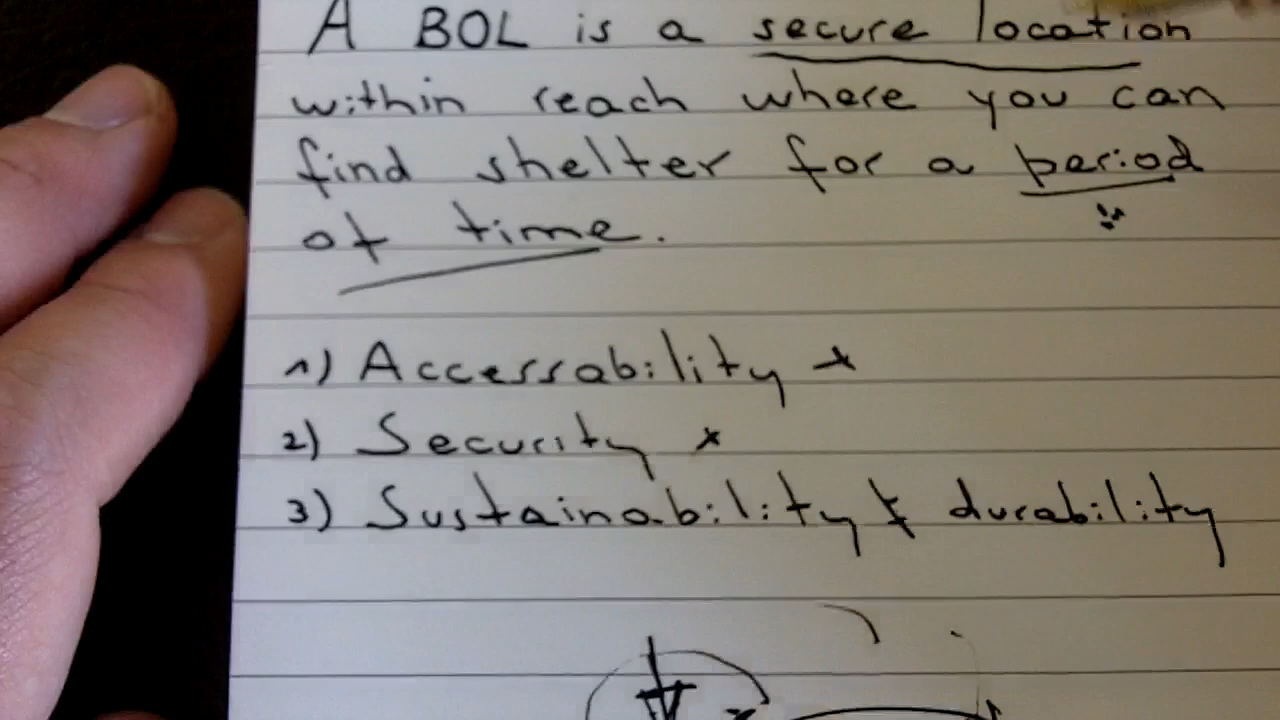 A BOL is a secure location
within reach where you can
find shelter for a period
of time.
1) Accessability *
2) Security *
3) Sustainability & durability